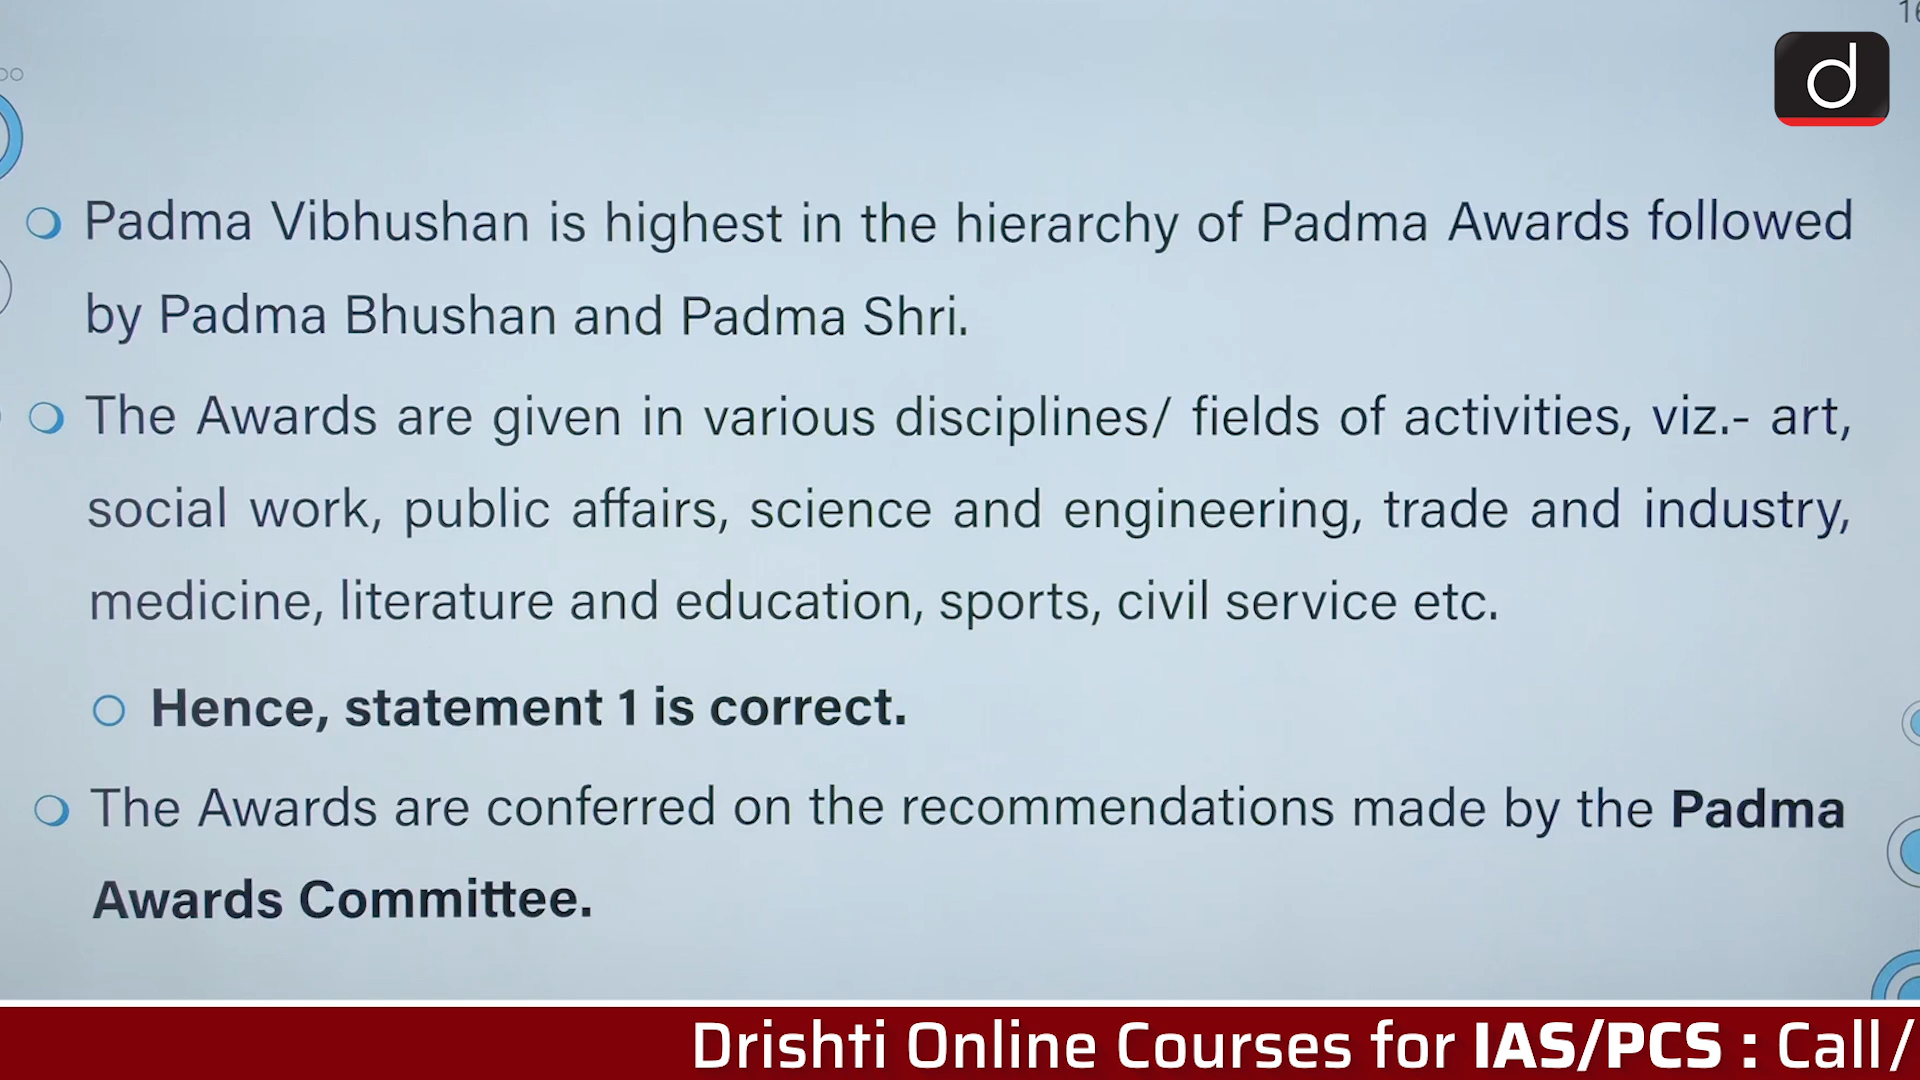 16
d
Padma Vibhushan is highest in the hierarchy of Padma Awards followed
by Padma Bhushan and Padma Shri.
The Awards are given in various disciplines/ fields of activities, viz.- art,
social work, public affairs, science and engineering, trade and industry,
medicine, literature and education, sports, civil service etc.
Hence, statement 1 is correct.
The Awards are conferred on the recommendations made by the Padma
Awards Committee.
Drishti Online Courses for IAS/PCS : Call/